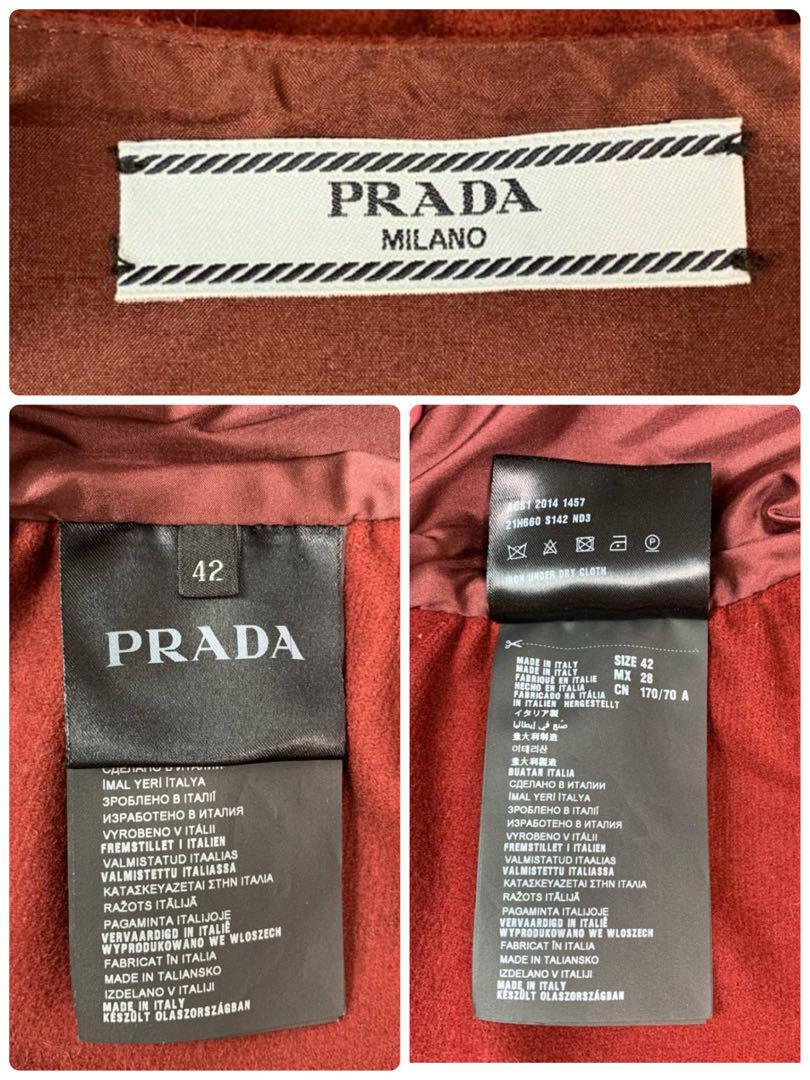 PRADA
MILANO
42
PRADA
СДЕЛАНО В ИТАЛИИ
İMAL YERİ İTALYA
ЗРОБЛЕНО В ІТАЛІЇ
ИЗРАБОТЕНО В ИТАЛИЯ
VYROBENO V ITÁLII
FREMSTILLET I ITALIEN
VALMISTATUD ITAALIAS
VALMISTETTU ITALIASSA
ΚΑΤΑΣΚΕΥΑΖΕΤΑΙ ΣΤΗΝ ΙΤΑΛΙΑ
RAŽOTS ITĀLIJĀ
PAGAMINTA ITALIJOJE
VERVAARDIGD IN ITALIË
WYPRODUKOWANO WE WLOSZECH
FABRICAT ÎN ITALIA
MADE IN TALIANSKO
IZDELANO V ITALIJI
MADE IN ITALY
KÉSZÜLT OLASZORSZÁGBAN
2014 1457
21H660 S142 ND3
IRON UNDER DRY CLOTH
MADE IN ITALY
MADE IN ITALY
FABRIQUÉ EN ITALIE
HECHO EN ITALIA
FABRICADO NA ITÁLIA
IN ITALIEN HERGESTELLT
イタリア製
صنع في إيطاليا
意大利制造
이태리산
意大利製造
BUATAN ITALIA
СДЕЛАНО В ИТАЛИИ
İMAL YERİ İTALYA
ЗРОБЛЕНО В ІТАЛІЇ
ИЗРАБОТЕНО В ИТАЛИЯ
VYROBENO V ITÁLII
FREMSTILLET I ITALIEN
VALMISTATUD ITAALIAS
VALMISTETTU ITALIASSA
ΚΑΤΑΣΚΕΥΑΖΕΤΑΙ ΣΤΗΝ ΙΤΑΛΙΑ
RAŽOTS ITĀLIJĀ
PAGAMINTA ITALIJOJE
VERVAARDIGD IN ITALIË
WYPRODUKOWANO WE WLOSZECH
FABRICAT ÎN ITALIA
MADE IN TALIANSKO
IZDELANO V ITALIJI
MADE IN ITALY
KÉSZÜLT OLASZORSZÁGBAN
SIZE 42
MX 28
CN 170/70 A